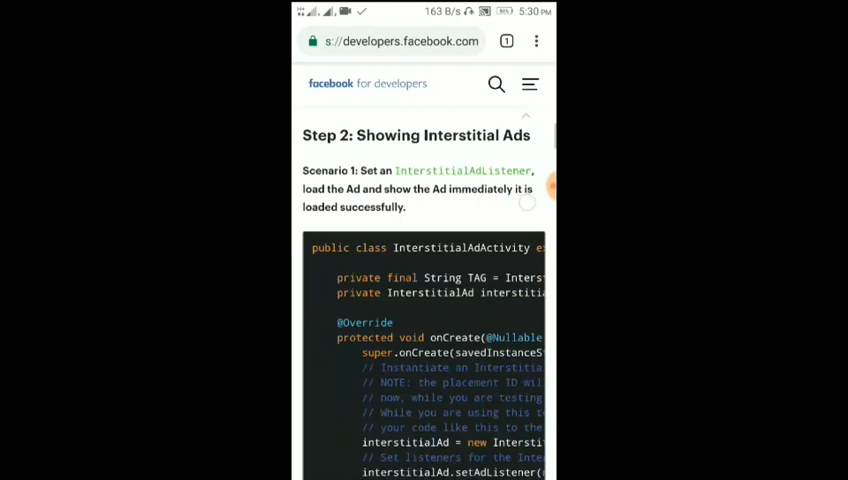 163 B/s 5:30 PM
s://developers.facebook.com 1
facebook for developers
Step 2: Showing Interstitial Ads
Scenario 1: Set an InterstitialAdListener,
load the Ad and show the Ad immediately it is
loaded successfully.
public class InterstitialAdActivity e
private final String TAG = Inters
private InterstitialAd interstitia
@Override
protected void onCreate(@Nullable
super.onCreate(savedInstanceS
// Instantiate an Interstitia
// NOTE: the placement ID wil
// now, while you are testing
// While you are using this t
// your code like this to the
interstitialAd = new Intersti
// Set listeners for the Inte
interstitialAd.setAdListener(